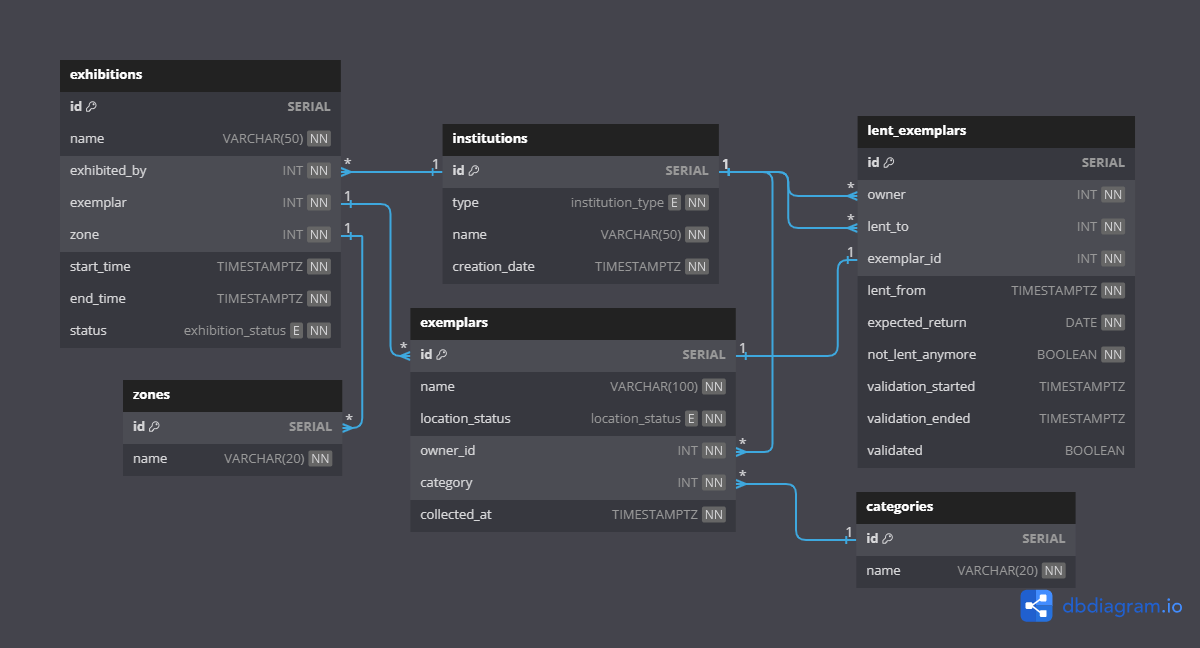 exhibitions
id SERIAL
name VARCHAR(50) NN
exhibited_by INT NN
exemplar INT NN
zone INT NN
start_time TIMESTAMPTZ NN
end_time TIMESTAMPTZ NN
status exhibition_status E NN
* 1
1
1
zones
id SERIAL
name VARCHAR(20) NN
*
institutions
id SERIAL
type institution_type E NN
name VARCHAR(50) NN
creation_date TIMESTAMPTZ NN
1
exemplars
* id SERIAL 1
name VARCHAR(100) NN
location_status location_status E NN
owner_id INT NN *
category INT NN *
collected_at TIMESTAMPTZ NN
lent_exemplars
id SERIAL
* owner INT NN
* lent_to INT NN
1 exemplar_id INT NN
lent_from TIMESTAMPTZ NN
expected_return DATE NN
not_lent_anymore BOOLEAN NN
validation_started TIMESTAMPTZ
validation_ended TIMESTAMPTZ
validated BOOLEAN
categories
1 id SERIAL
name VARCHAR(20) NN
dbdiagram.io